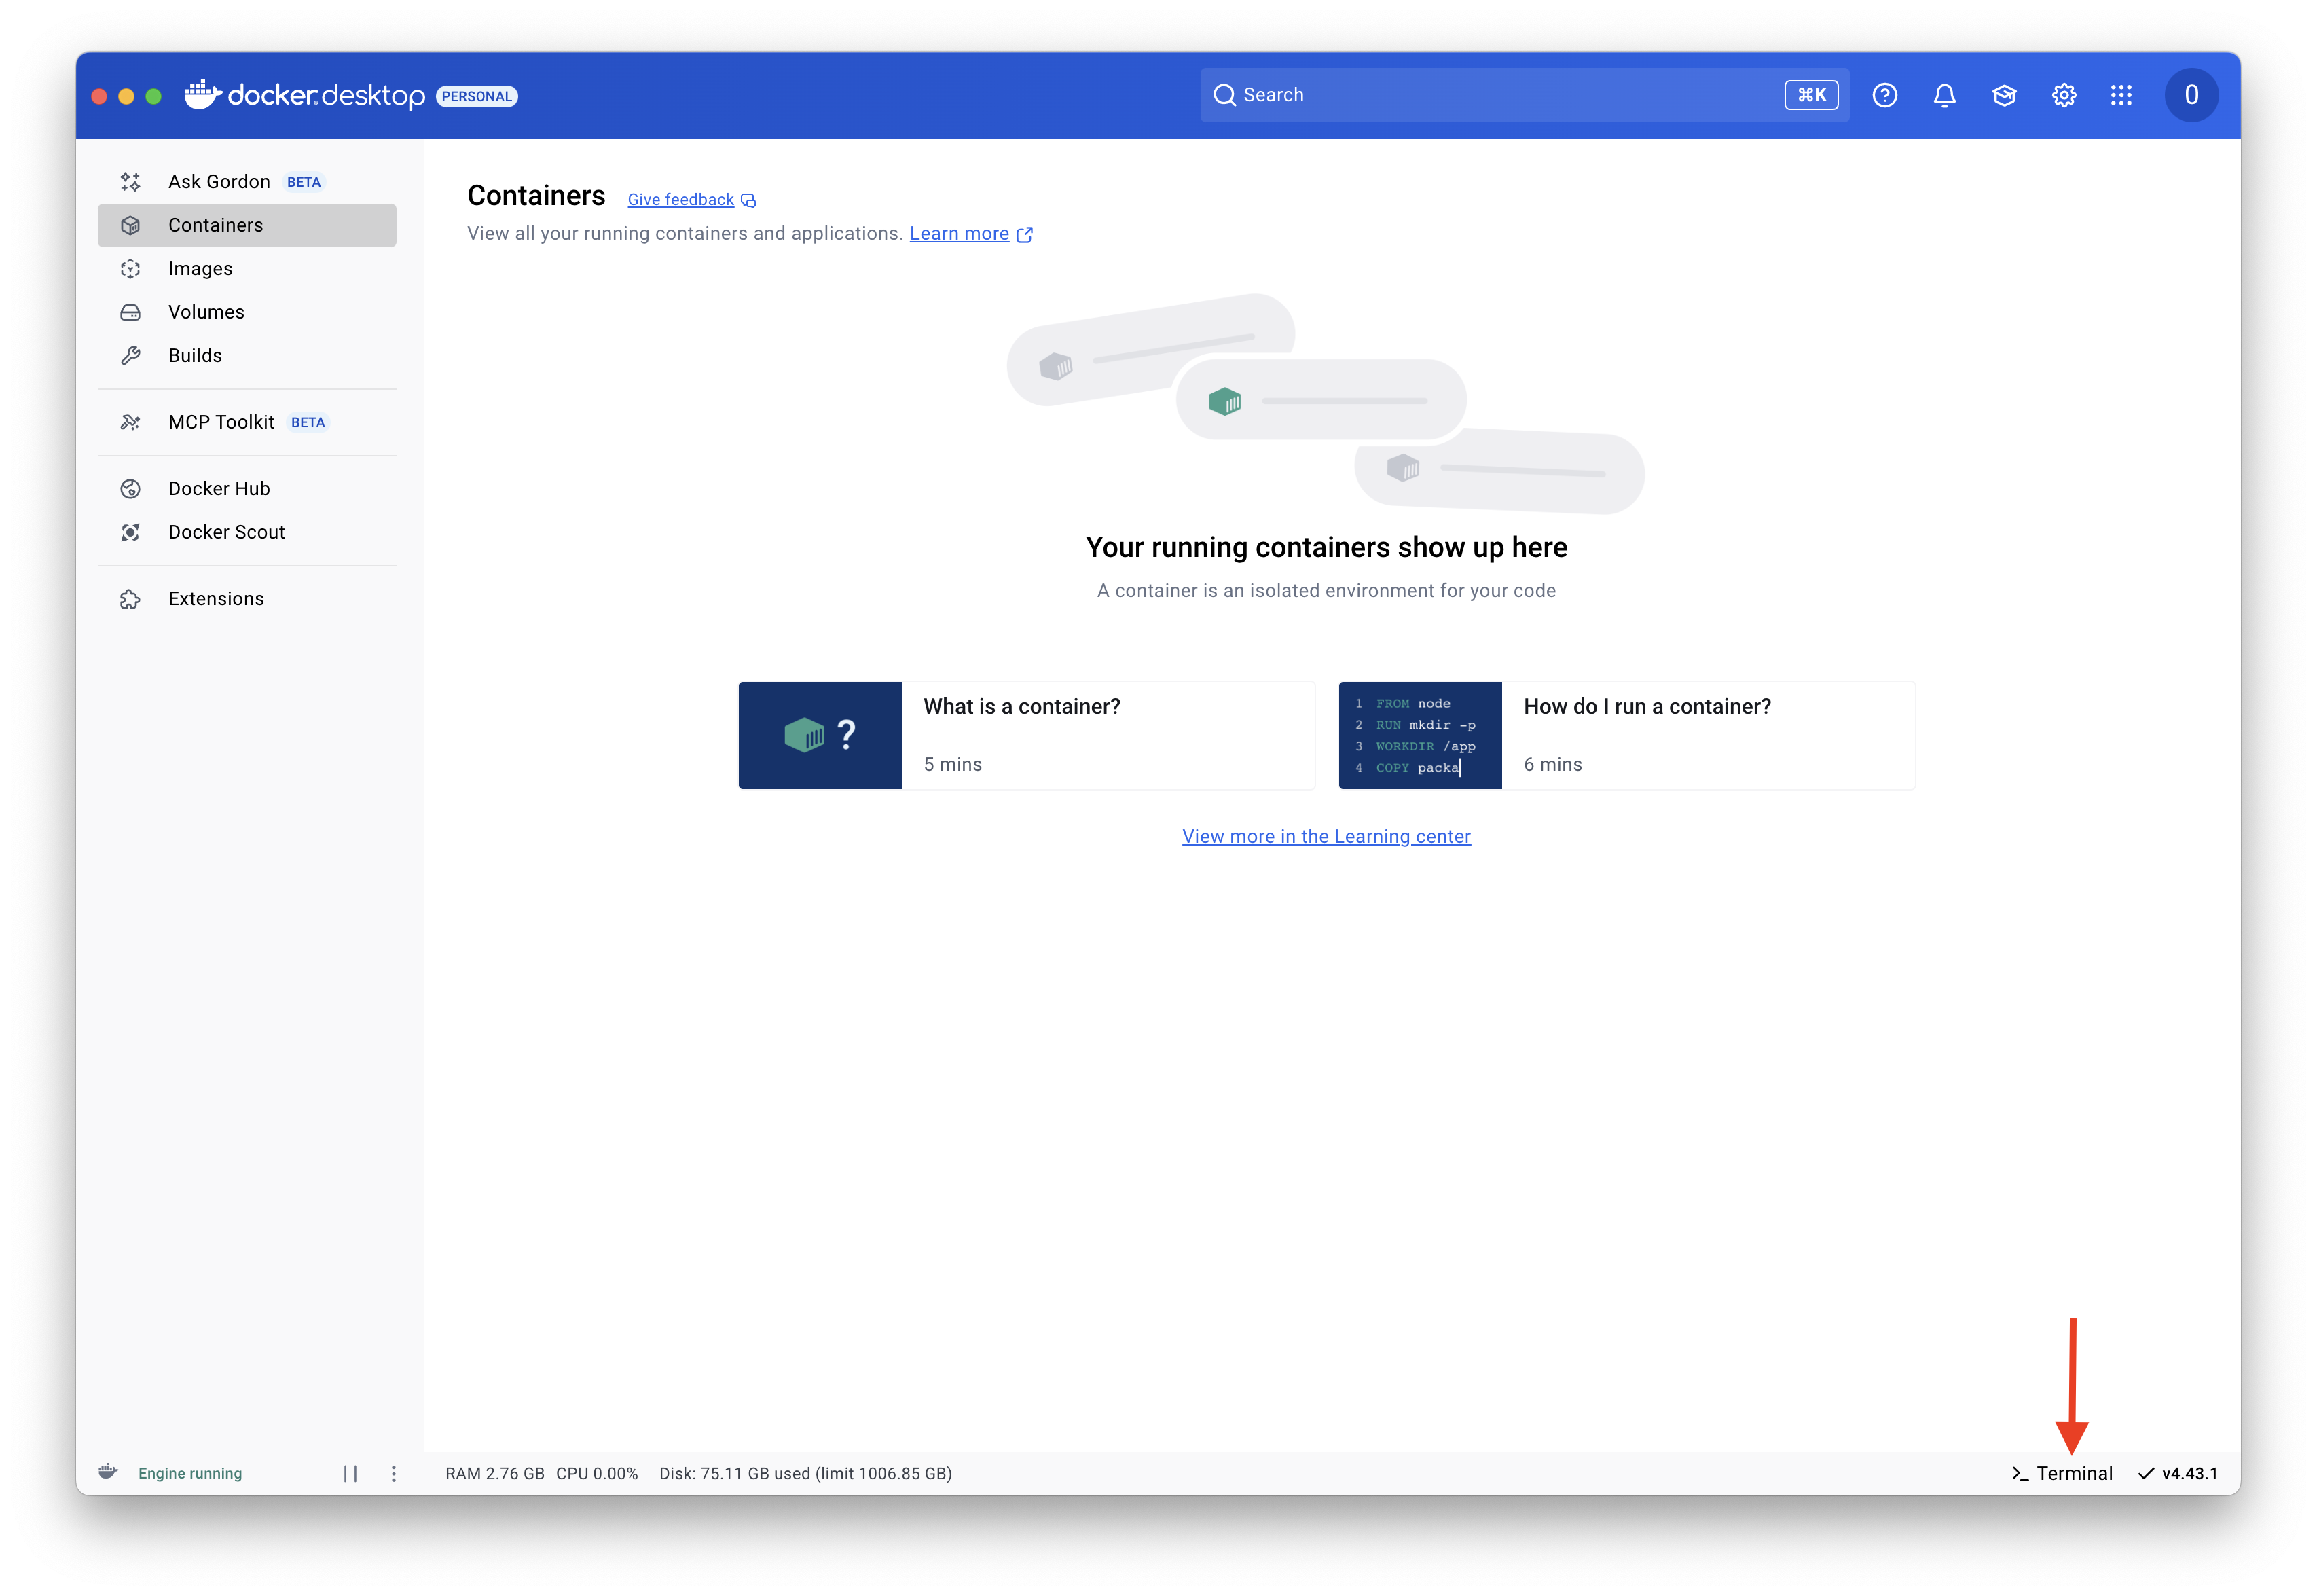 docker.desktop PERSONAL
Search
⌘K
O
Ask Gordon BETA
Containers
Images
Volumes
Builds
MCP Toolkit BETA
Docker Hub
Docker Scout
Extensions
Containers Give feedback
View all your running containers and applications. Learn more
Your running containers show up here
A container is an isolated environment for your code
?
What is a container?
5 mins
1 FROM node
2 RUN mkdir -p
3 WORKDIR /app
4 COPY packa
How do I run a container?
6 mins
View more in the Learning center
Engine running
RAM 2.76 GB CPU 0.00% Disk: 75.11 GB used (limit 1006.85 GB)
>_ Terminal
v4.43.1